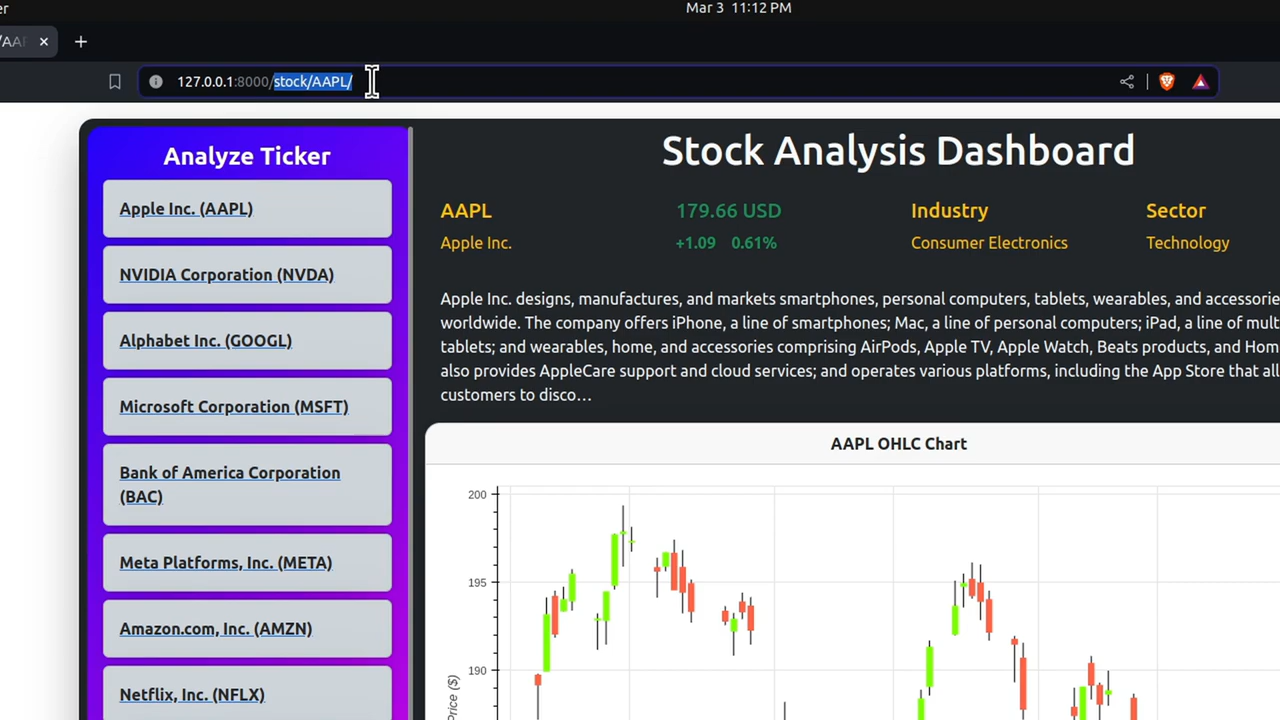 er
Mar 3 11:12 PM
/AAP
127.0.0.1:8000/stock/AAPL/
Analyze Ticker
Apple Inc. (AAPL)
NVIDIA Corporation (NVDA)
Alphabet Inc. (GOOGL)
Microsoft Corporation (MSFT)
Bank of America Corporation
(BAC)
Meta Platforms, Inc. (META)
Amazon.com, Inc. (AMZN)
Netflix, Inc. (NFLX)
Stock Analysis Dashboard
AAPL
179.66 USD
Industry
Sector
Apple Inc.
+1.09 0.61%
Consumer Electronics
Technology
Apple Inc. designs, manufactures, and markets smartphones, personal computers, tablets, wearables, and accessorie
worldwide. The company offers iPhone, a line of smartphones; Mac, a line of personal computers; iPad, a line of mult
tablets; and wearables, home, and accessories comprising AirPods, Apple TV, Apple Watch, Beats products, and Hom
also provides AppleCare support and cloud services; and operates various platforms, including the App Store that all
customers to disco…
AAPL OHLC Chart
200
195
190
Price ($)